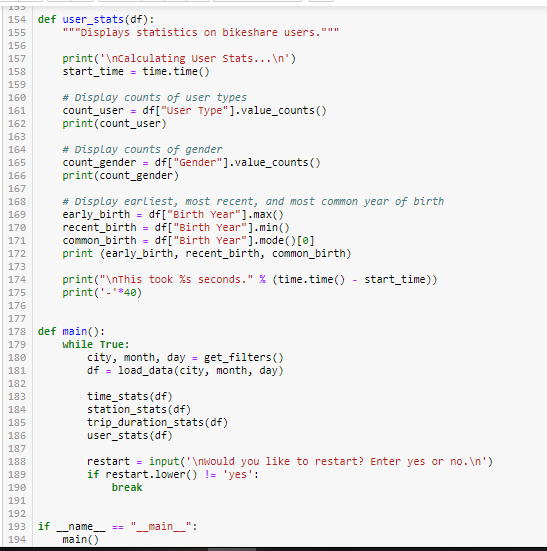 153
154 def user_stats(df):
155     """Displays statistics on bikeshare users."""
156
157     print('\nCalculating User Stats...\n')
158     start_time = time.time()
159
160     # Display counts of user types
161     count_user = df["User Type"].value_counts()
162     print(count_user)
163
164     # Display counts of gender
165     count_gender = df["Gender"].value_counts()
166     print(count_gender)
167
168     # Display earliest, most recent, and most common year of birth
169     early_birth = df["Birth Year"].max()
170     recent_birth = df["Birth Year"].min()
171     common_birth = df["Birth Year"].mode()[0]
172     print (early_birth, recent_birth, common_birth)
173
174     print("\nThis took %s seconds." % (time.time() - start_time))
175     print('-'*40)
176
177
178 def main():
179     while True:
180         city, month, day = get_filters()
181         df = load_data(city, month, day)
182
183         time_stats(df)
184         station_stats(df)
185         trip_duration_stats(df)
186         user_stats(df)
187
188         restart = input('\nWould you like to restart? Enter yes or no.\n')
189         if restart.lower() != 'yes':
190             break
191
192
193 if __name__ == "__main__":
194     main()